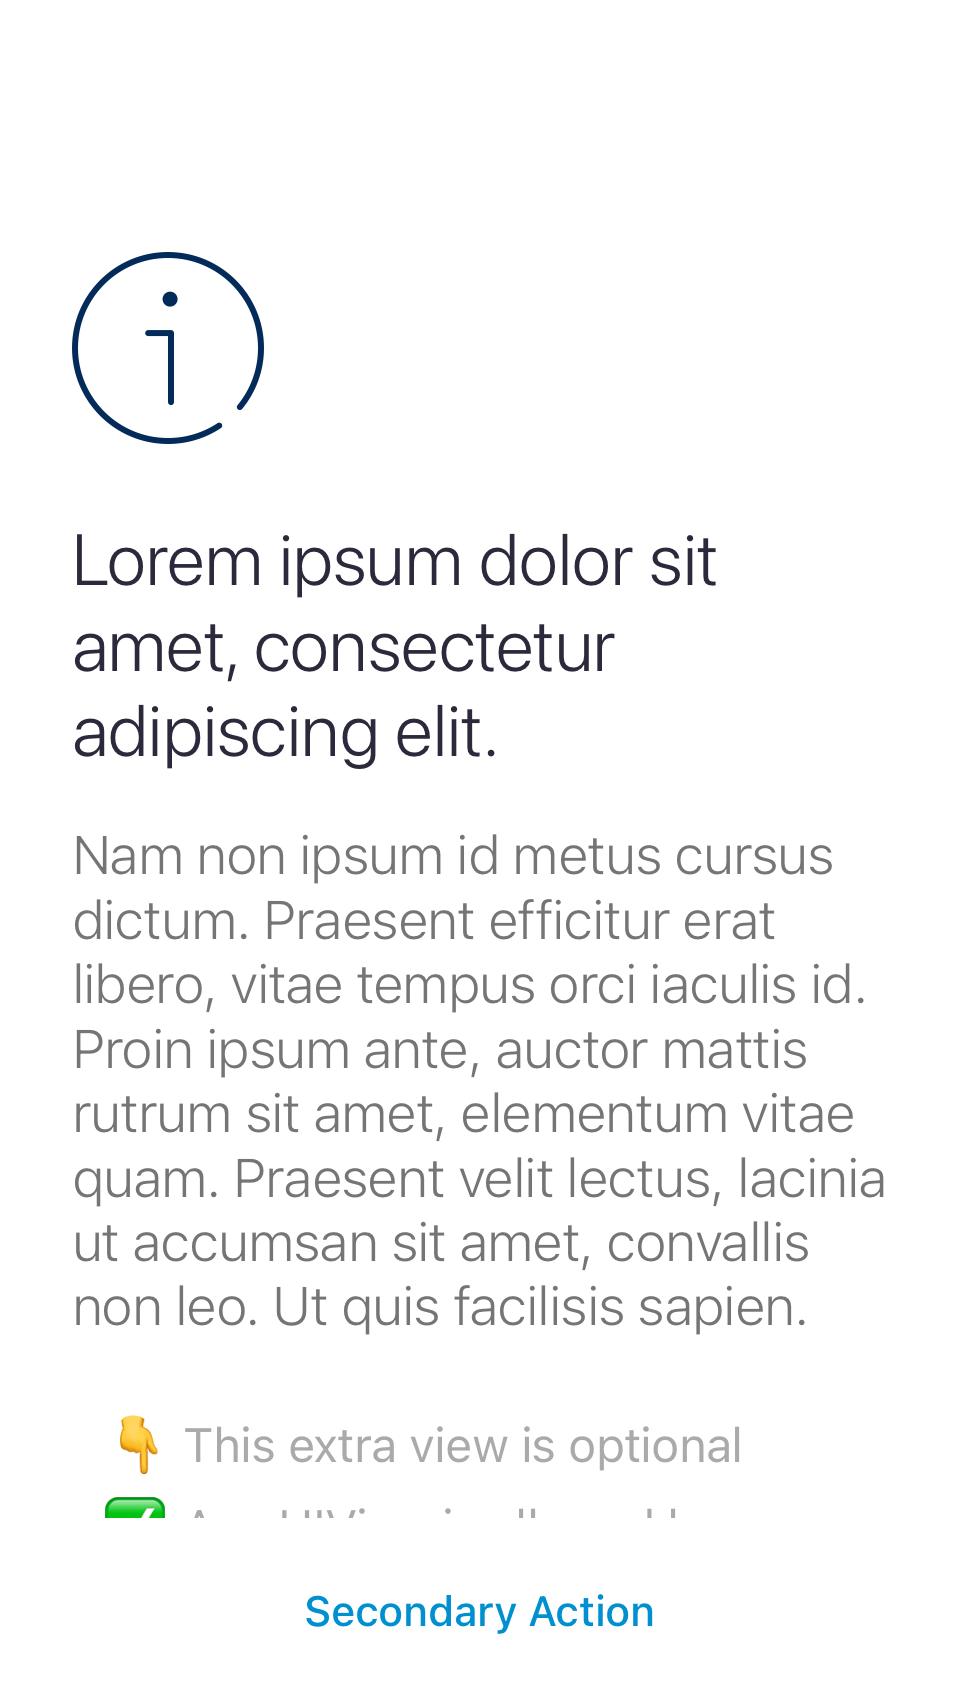 Lorem ipsum dolor sit
amet, consectetur
adipiscing elit.
Nam non ipsum id metus cursus
dictum. Praesent efficitur erat
libero, vitae tempus orci iaculis id.
Proin ipsum ante, auctor mattis
rutrum sit amet, elementum vitae
quam. Praesent velit lectus, lacinia
ut accumsan sit amet, convallis
non leo. Ut quis facilisis sapien.
👇 This extra view is optional
Secondary Action